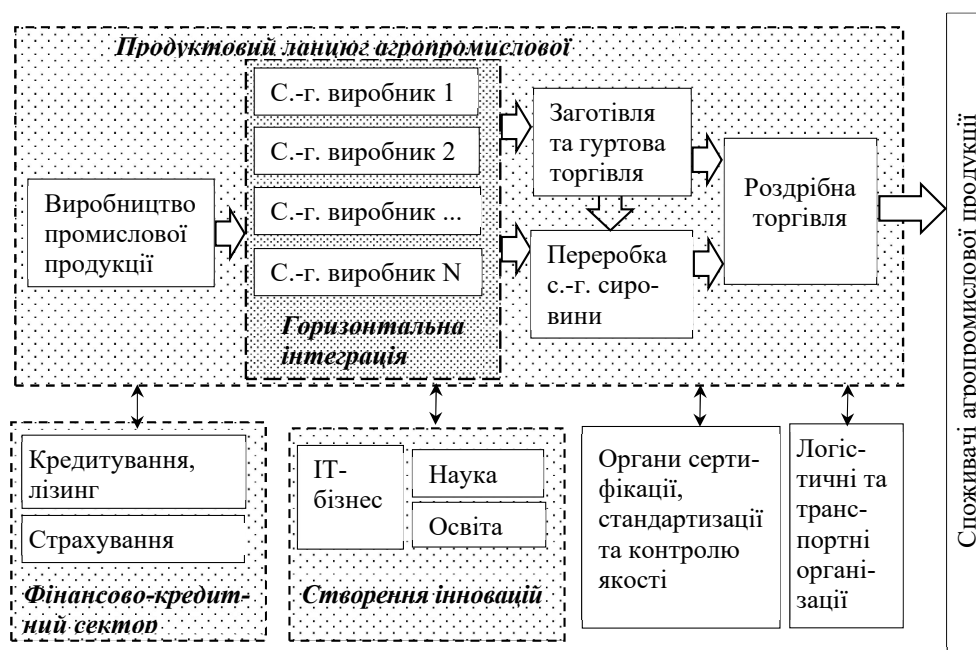 Продуктовий ланцюг агропромислової
С.-г. виробник 1
С.-г. виробник 2
С.-г. виробник ...
С.-г. виробник N
Горизонтальна
інтеграція
Виробництво
промислової
продукції
Заготівля
та гуртова
торгівля
Переробка
с.-г. сиро-
вини
Роздрібна
торгівля
Споживачі агропромислової продукції
Кредитування,
лізинг
Страхування
Фінансово-кредит-
ний сектор
ІТ-
бізнес
Наука
Освіта
Створення інновацій
Органи серти-
фікації,
стандартизації
та контролю
якості
Логіс-
тичні та
транс-
портні
органі-
зації